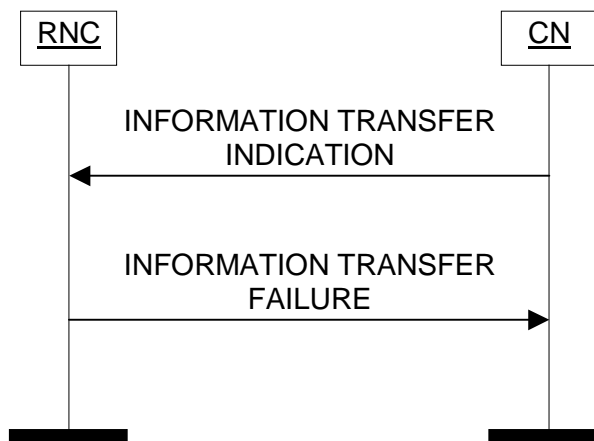 RNC
CN
INFORMATION TRANSFER
INDICATION
INFORMATION TRANSFER
FAILURE